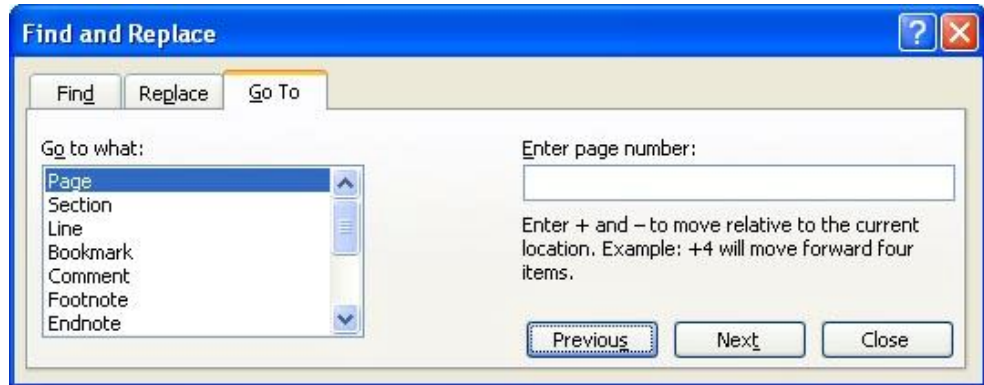 Find and Replace
Find Replace Go To
Go to what:
Page
Section
Line
Bookmark
Comment
Footnote
Endnote
Enter page number:
Enter + and – to move relative to the current
location. Example: +4 will move forward four
items.
Previous Next Close